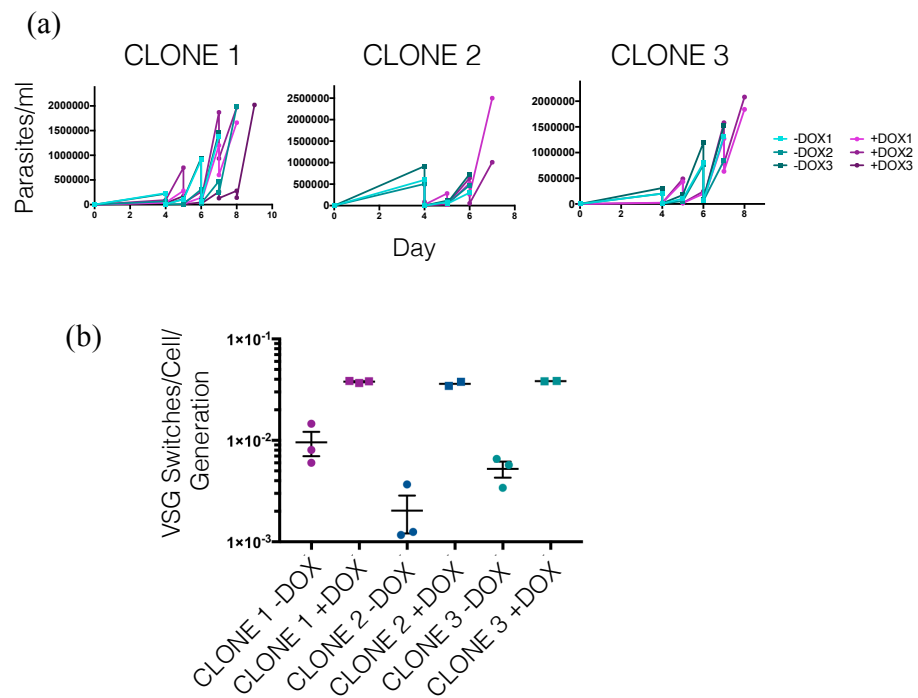 (a)
CLONE 1 CLONE 2 CLONE 3
Parasites/ml
2000000
1500000
1000000
500000
0
0 2 4 6 8 10
2500000
2000000
1500000
1000000
500000
0
0 2 4 6 8
2000000
1500000
1000000
500000
0
0 2 4 6 8
-DOX1 +DOX1
-DOX2 +DOX2
-DOX3 +DOX3
Day
(b)
VSG Switches/Cell/
Generation
1×10-1
1×10-2
1×10-3
CLONE 1 -DOX
CLONE 1 +DOX
CLONE 2 -DOX
CLONE 2 +DOX
CLONE 3 -DOX
CLONE 3 +DOX